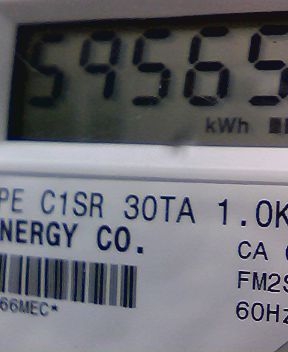 59565
kWh
PE C1SR 30TA 1.0K
NERGY CO.
CA
FM2S
66MEC*
60Hz